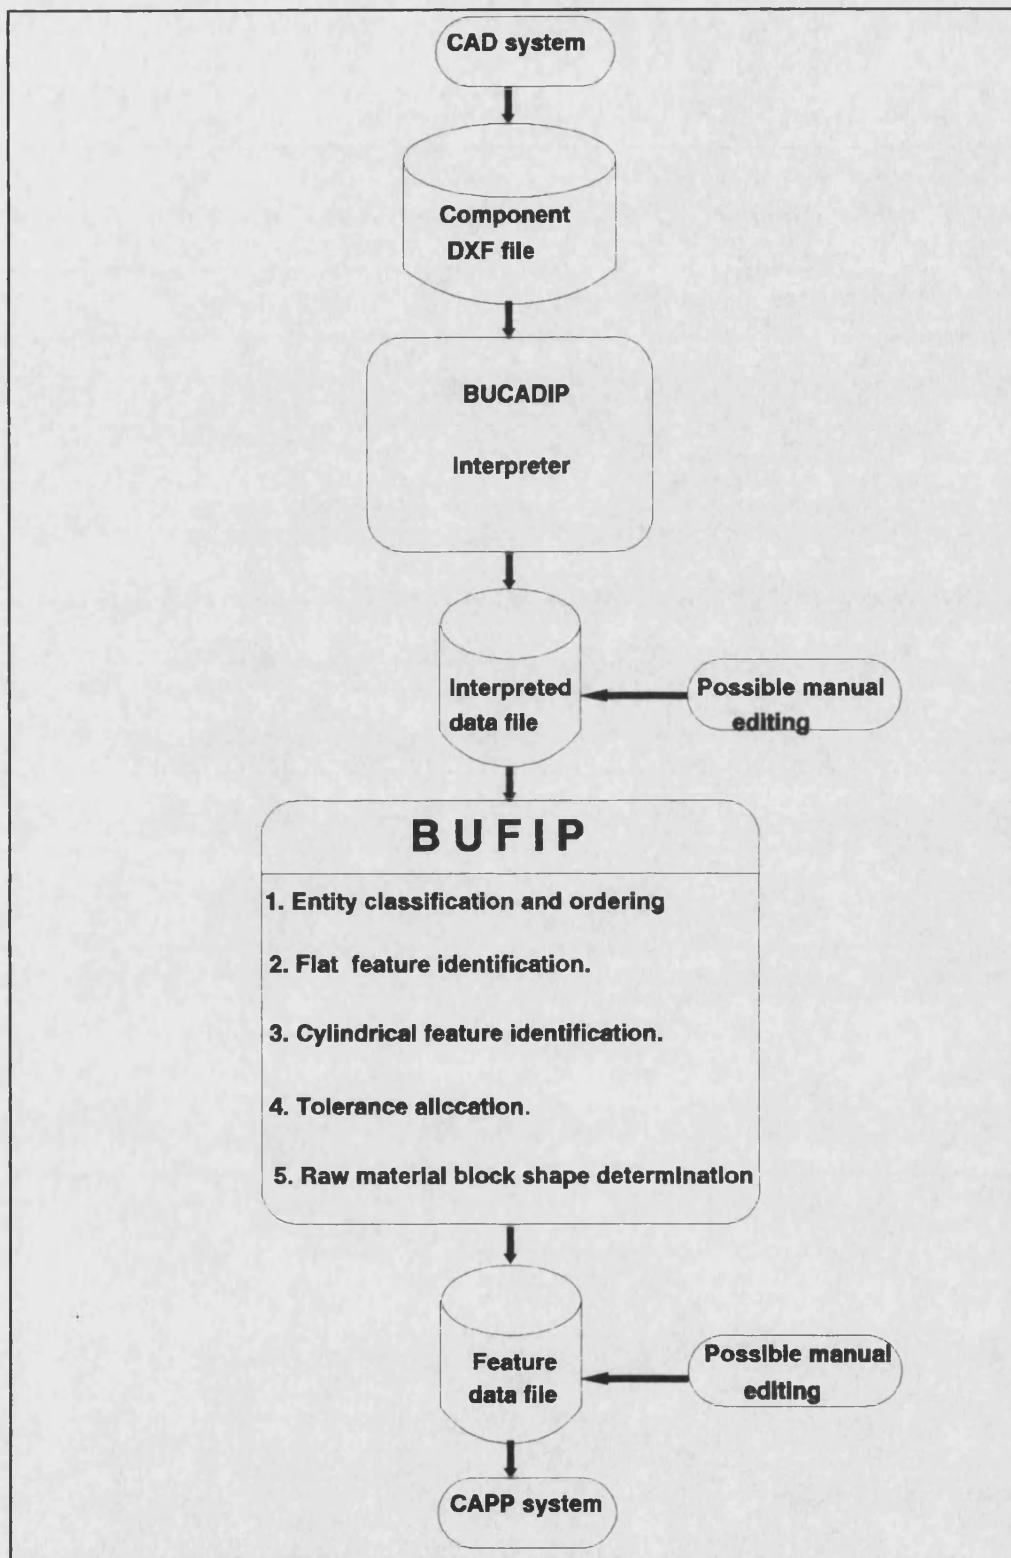 CAD system
Component
DXF file
BUCADIP
Interpreter
Interpreted
data file
Possible manual
editing
BUFIP
1. Entity classification and ordering
2. Flat feature identification.
3. Cylindrical feature identification.
4. Tolerance allccation.
5. Raw material block shape determination
Feature
data file
Possible manual
editing
CAPP system